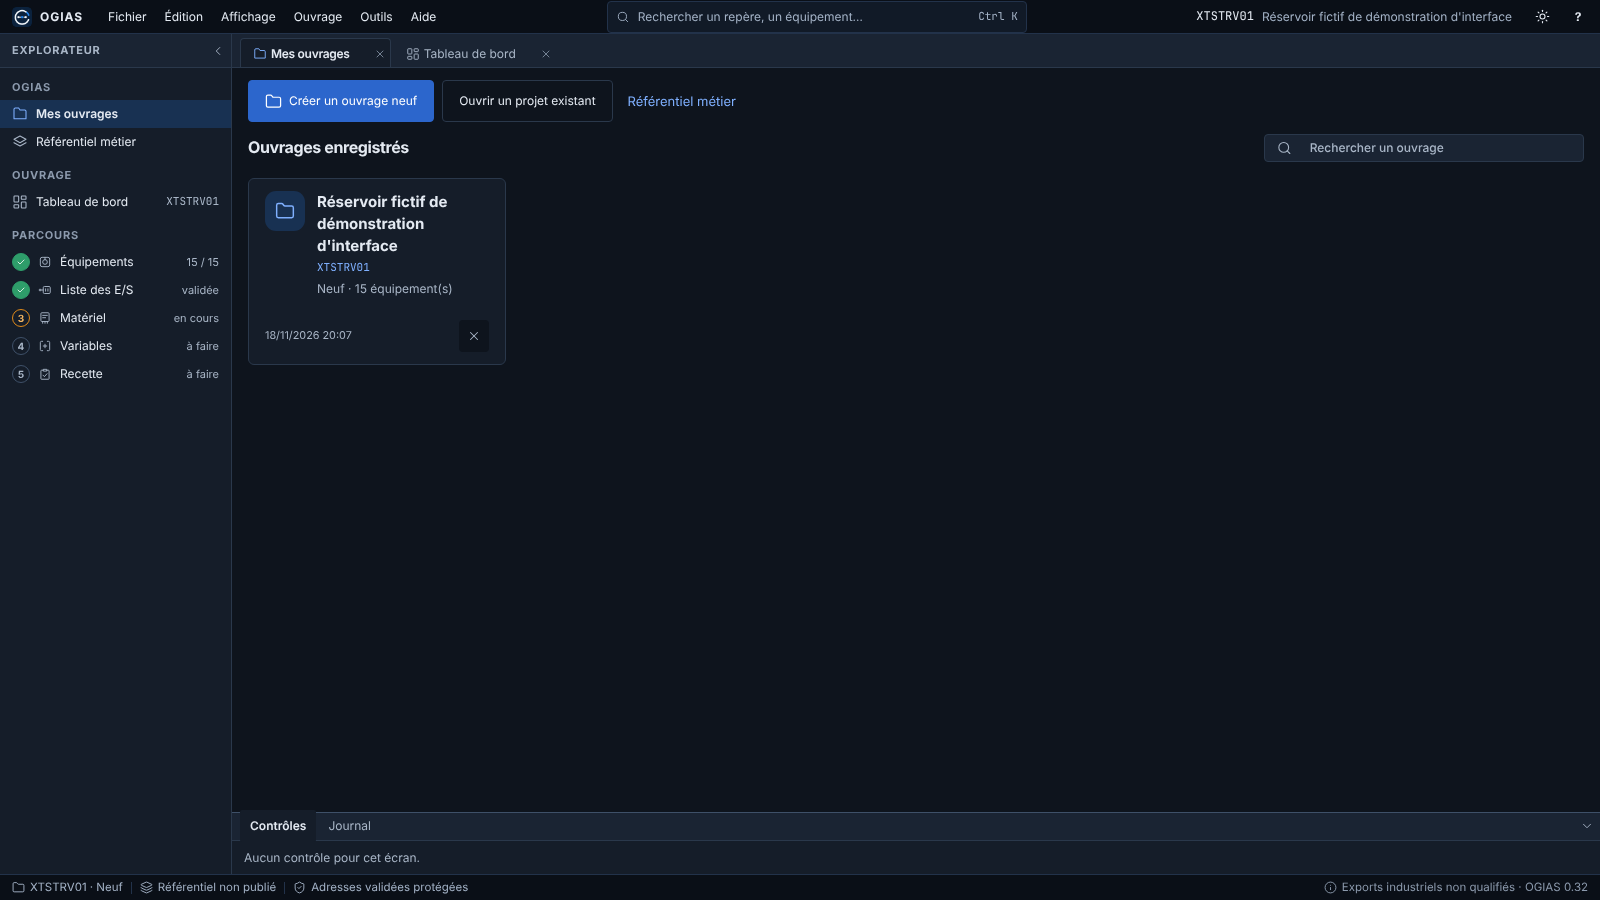 OGIAS Fichier Édition Affichage Ouvrage Outils Aide Rechercher un repère, un équipement... Ctrl K XTSTRV01 Réservoir fictif de démonstration d'interface ?
EXPLORATEUR
Mes ouvrages Tableau de bord
OGIAS
Mes ouvrages
Référentiel métier
OUVRAGE
Tableau de bord XTSTRV01
PARCOURS
Équipements 15 / 15
Liste des E/S validée
3 Matériel en cours
4 Variables à faire
5 Recette à faire
Créer un ouvrage neuf Ouvrir un projet existant Référentiel métier
Ouvrages enregistrés Rechercher un ouvrage
Réservoir fictif de
démonstration
d'interface
XTSTRV01
Neuf · 15 équipement(s)
18/11/2026 20:07
Contrôles Journal
Aucun contrôle pour cet écran.
XTSTRV01 · Neuf Référentiel non publié Adresses validées protégées Exports industriels non qualifiés · OGIAS 0.32